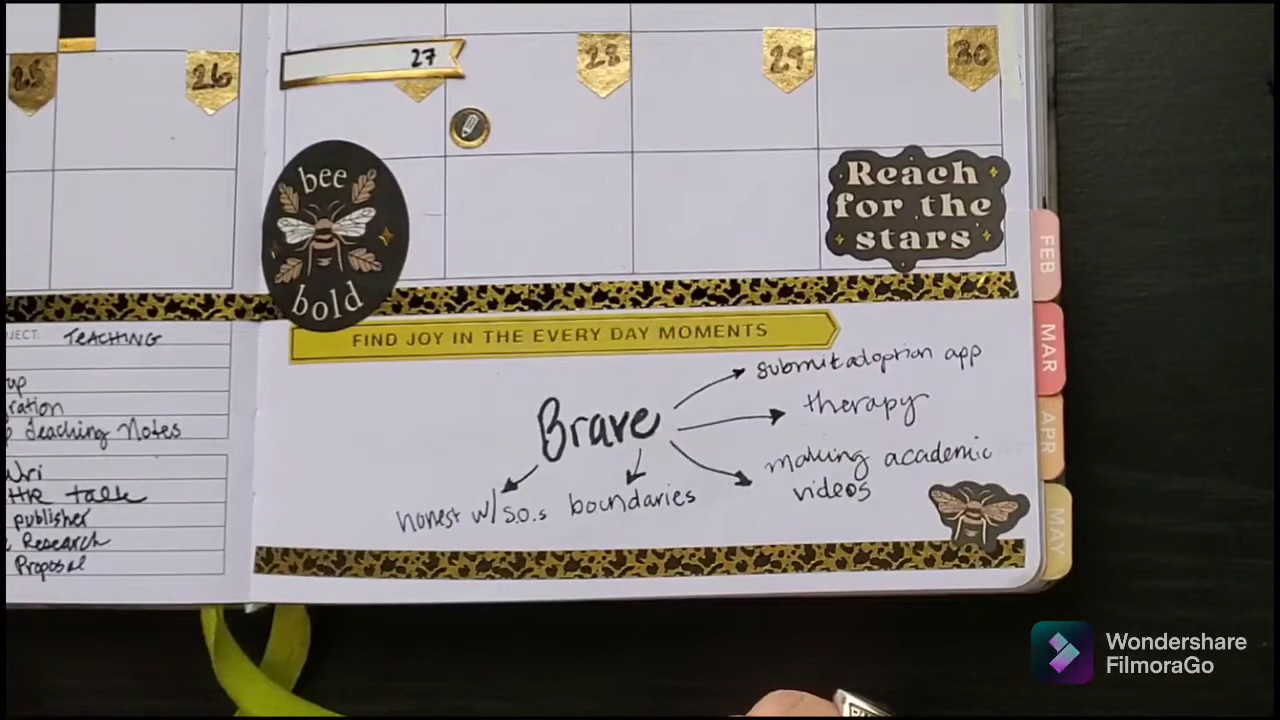 25
26
27
28
29
30
bee
bold
Reach
for the
stars
FEB
MAR
APR
MAY
TEACHING
Teaching Notes
HR talk
publisher
Research
Proposal
FIND JOY IN THE EVERY DAY MOMENTS
Brave
submit adoption app
therapy
making academic
videos
boundaries
honest w/ S.O.s
Wondershare
FilmoraGo